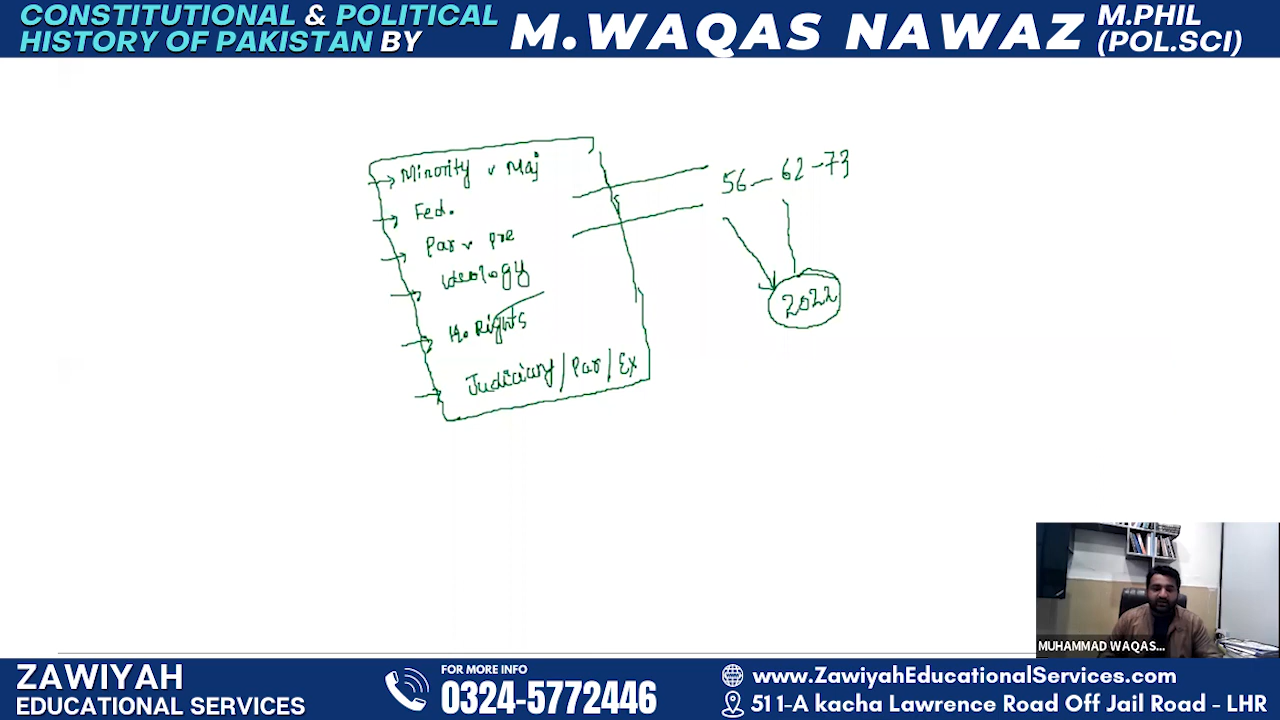 CONSTITUTIONAL & POLITICAL
HISTORY OF PAKISTAN BY
M.WAQAS NAWAZ
M.PHIL
(POL.SCI)
Minority v Maj
Fed.
Par v Pre
Ideology
H. Rights
Judiciary / Par / Ex
56 - 62 - 73
2022
MUHAMMAD WAQAS...
ZAWIYAH
EDUCATIONAL SERVICES
FOR MORE INFO
0324-5772446
www.ZawiyahEducationalServices.com
511-A kacha Lawrence Road Off Jail Road - LHR